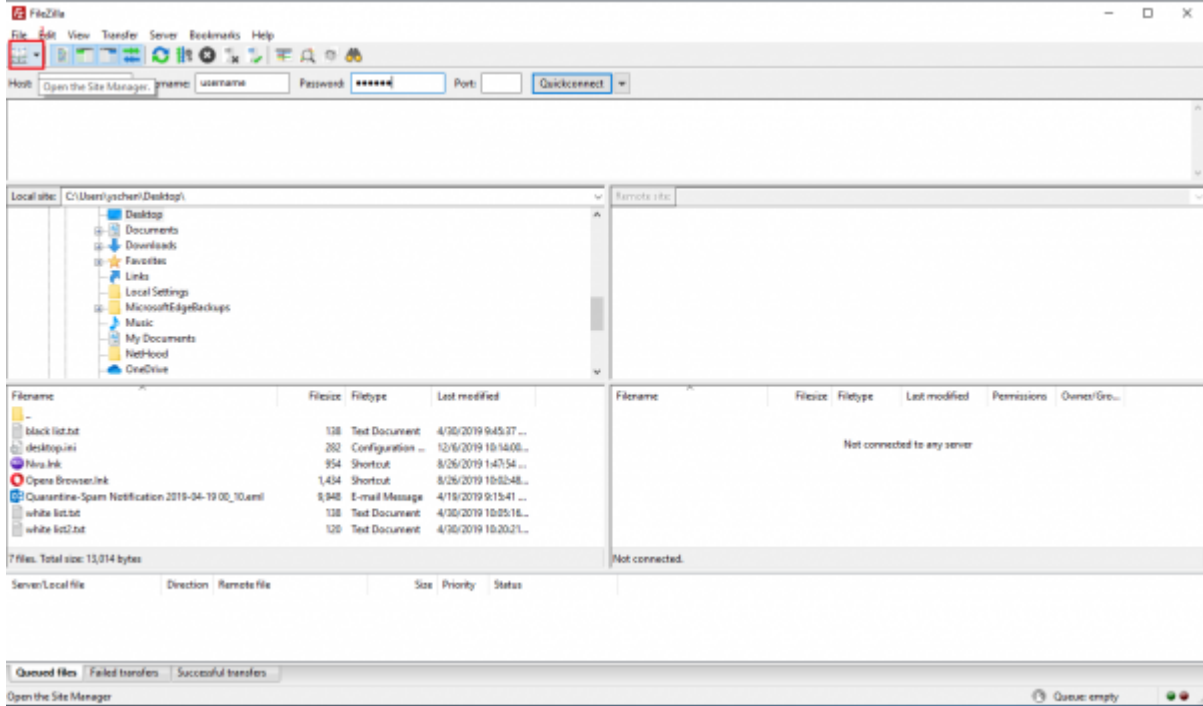 FileZilla
File Edit View Transfer Server Bookmarks Help
Host: Open the Site Manager. rname: username Password: ●●●●●● Port: Quickconnect
Local site: C:\Users\yschen\Desktop\ Remote site:
Desktop
Documents
Downloads
Favorites
Links
Local Settings
MicrosoftEdgeBackups
Music
My Documents
NetHood
OneDrive
Filename Filesize Filetype Last modified Filename Filesize Filetype Last modified Permissions Owner/Gro...
..
black list.txt 138 Text Document 4/30/2019 9:45:37 ...
desktop.ini 282 Configuration ... 12/6/2019 10:14:00...
954 Shortcut 8/26/2019 1:47:54 ...
Opera Browser.lnk 1,434 Shortcut 8/26/2019 10:02:48...
Quarantine-Spam Notification 2019-04-19 00_10.eml 9,948 E-mail Message 4/19/2019 9:15:41 ...
white list.txt 138 Text Document 4/30/2019 10:05:16...
white list2.txt 120 Text Document 4/30/2019 10:20:21...
Not connected to any server
7 files. Total size: 13,014 bytes Not connected.
Server/Local file Direction Remote file Size Priority Status
Queued files Failed transfers Successful transfers
Open the Site Manager Queue: empty